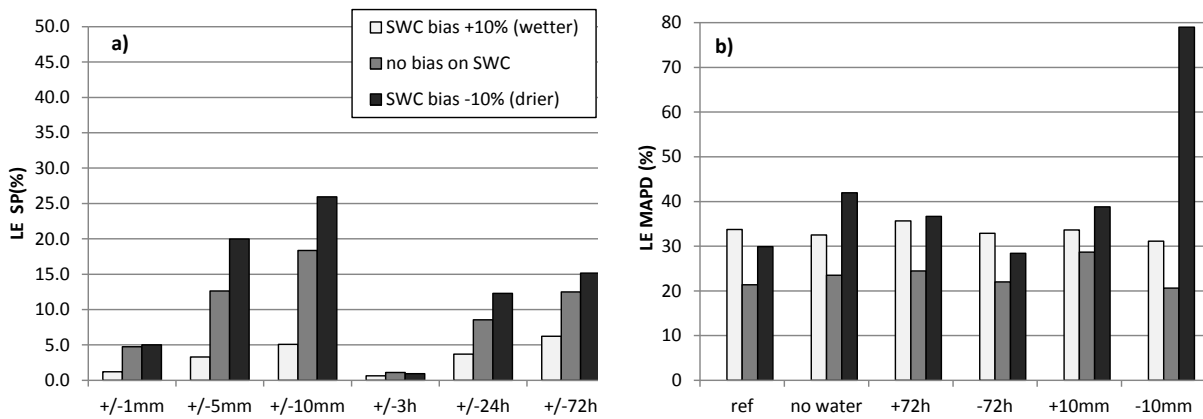 a)
SWC bias +10% (wetter)
no bias on SWC
SWC bias -10% (drier)
LE SP(%)
50.0
45.0
40.0
35.0
30.0
25.0
20.0
15.0
10.0
5.0
0.0
+/-1mm +/-5mm +/-10mm +/-3h +/-24h +/-72h
b)
LE MAPD (%)
80
70
60
50
40
30
20
10
0
ref no water +72h -72h +10mm -10mm